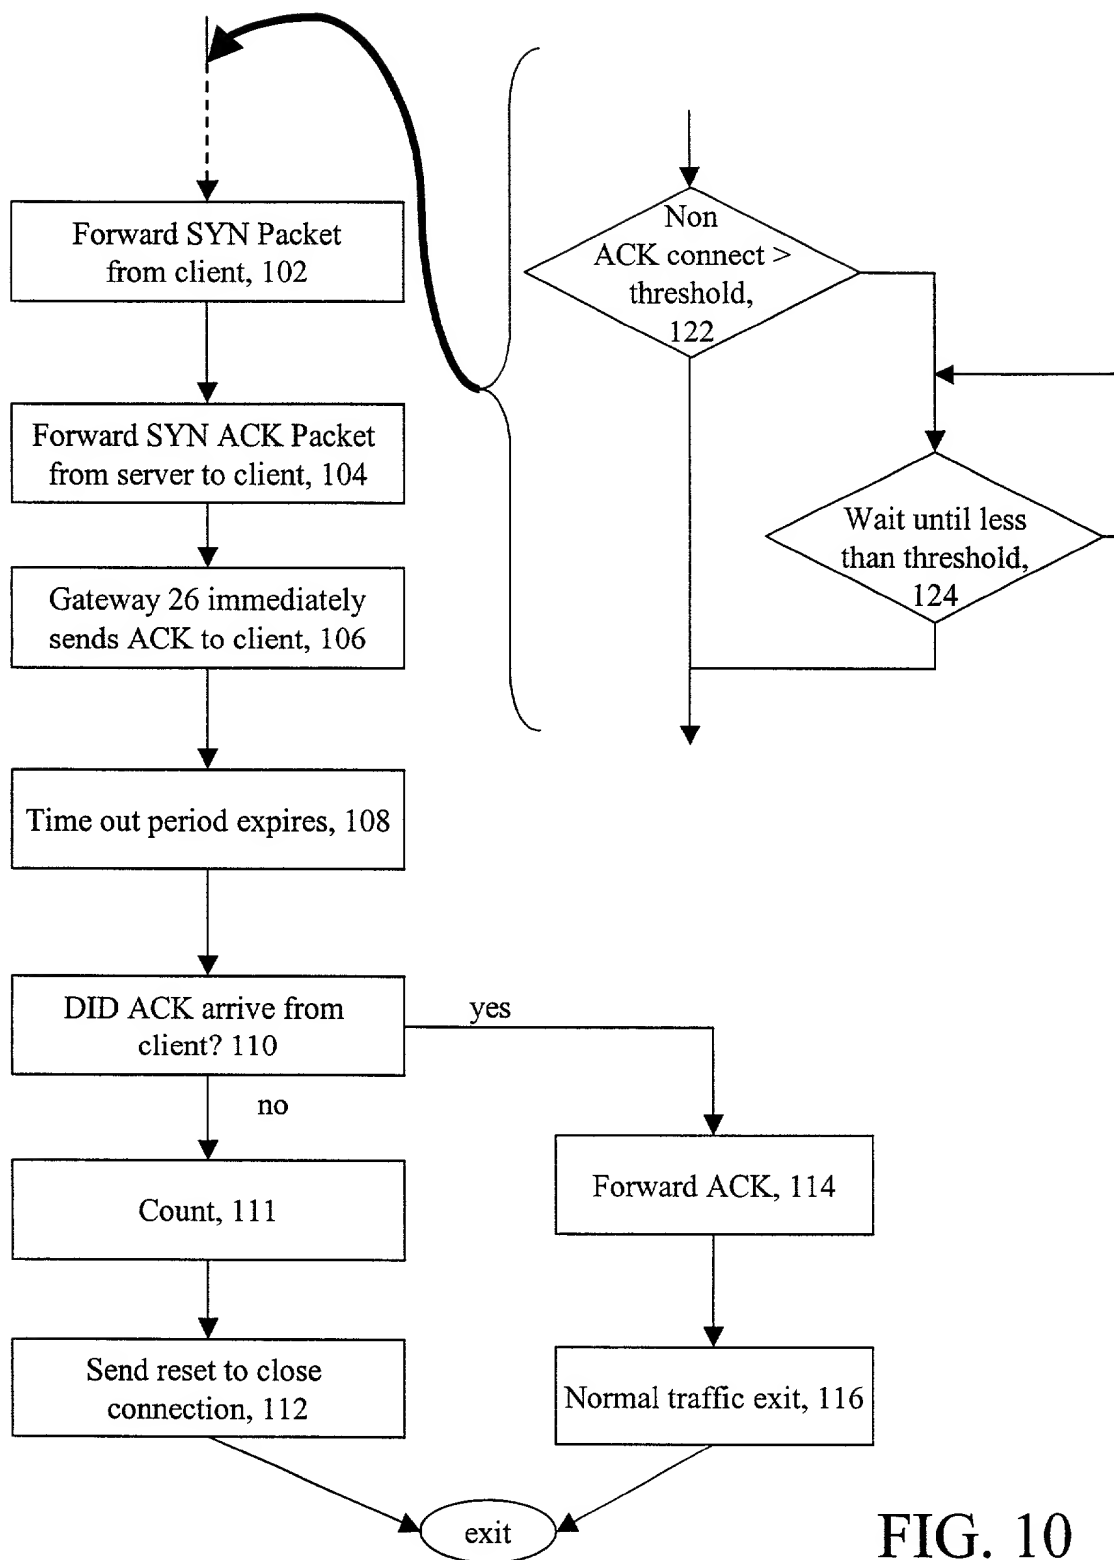 Forward SYN Packet
from client, 102
Forward SYN ACK Packet
from server to client, 104
Gateway 26 immediately
sends ACK to client, 106
Time out period expires, 108
DID ACK arrive from
client? 110
yes
no
Count, 111
Send reset to close
connection, 112
Forward ACK, 114
Normal traffic exit, 116
exit
Non
ACK connect >
threshold,
122
Wait until less
than threshold,
124
FIG. 10